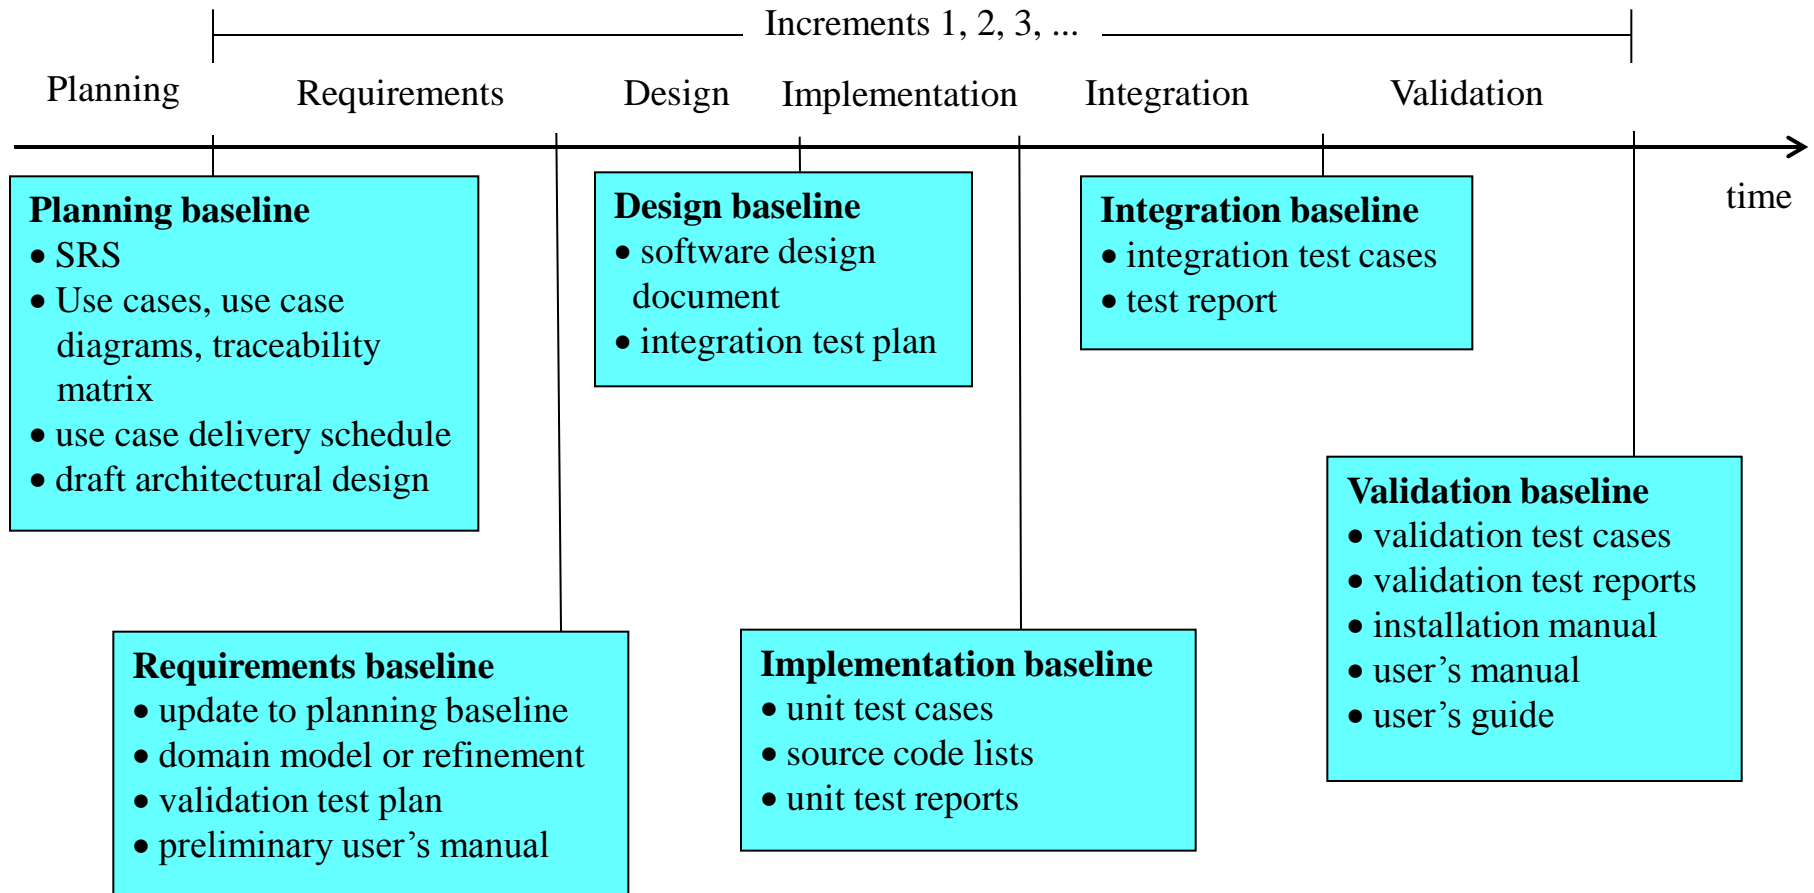 Increments 1, 2, 3, ...
Planning
Requirements
Design
Implementation
Integration
Validation
time
Planning baseline
• SRS
• Use cases, use case
diagrams, traceability
matrix
• use case delivery schedule
• draft architectural design
Design baseline
• software design
document
• integration test plan
Integration baseline
• integration test cases
• test report
Requirements baseline
• update to planning baseline
• domain model or refinement
• validation test plan
• preliminary user’s manual
Implementation baseline
• unit test cases
• source code lists
• unit test reports
Validation baseline
• validation test cases
• validation test reports
• installation manual
• user’s manual
• user’s guide